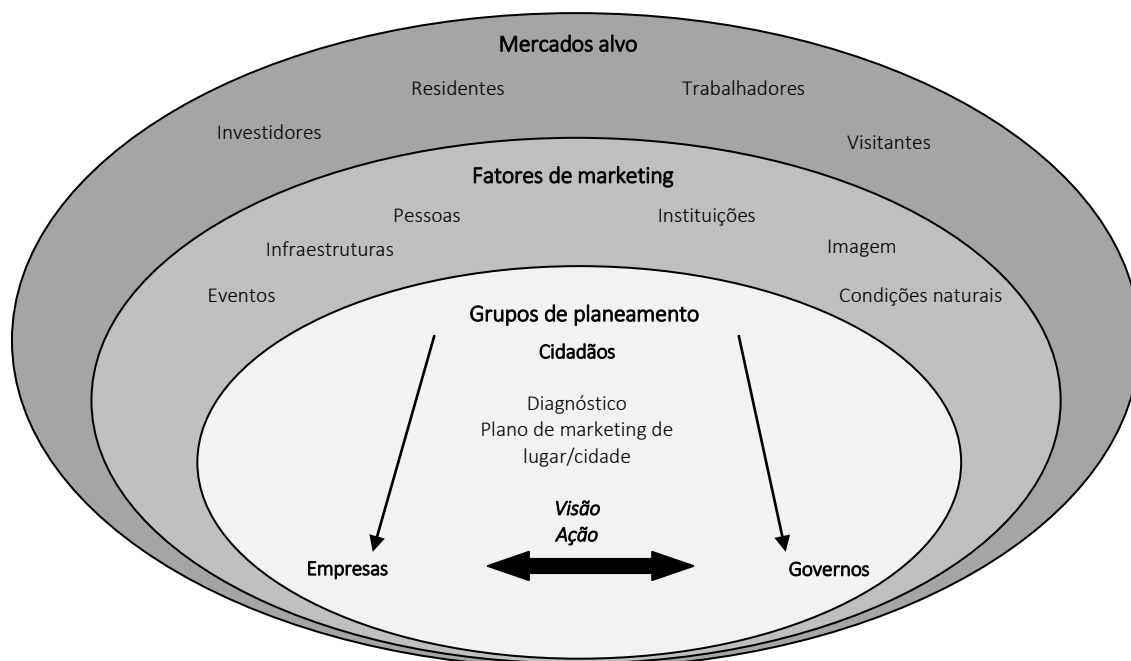 Mercados alvo
Residentes
Trabalhadores
Investidores
Visitantes
Fatores de marketing
Pessoas
Instituições
Infraestruturas
Imagem
Eventos
Condições naturais
Grupos de planeamento
Cidadãos
Diagnóstico
Plano de marketing de
lugar/cidade
Visão
Ação
Empresas
Governos